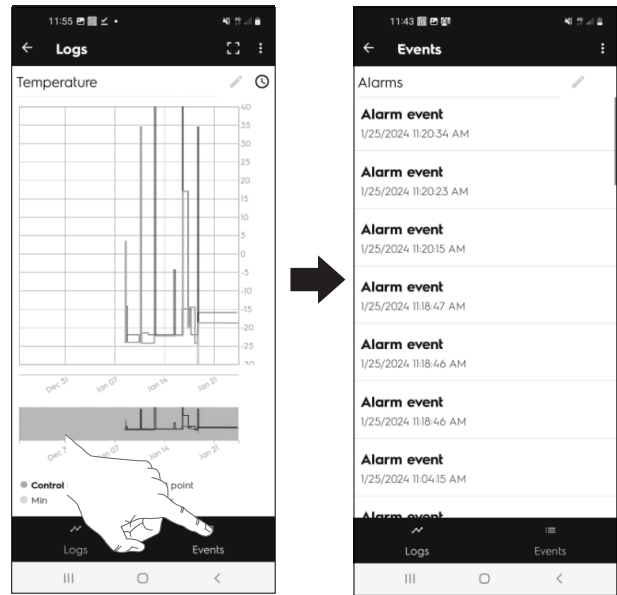 11:55
Logs
Temperature
40
35
30
25
20
15
10
5
0
-5
-10
-15
-20
-25
-30
Dec 31
Jan 07
Jan 14
Jan 21
Dec 3
Jan 07
Jan 14
Jan 21
Control
point
Min
Logs
Events
11:43
Events
Alarms
Alarm event
1/25/2024 11:20:34 AM
Alarm event
1/25/2024 11:20:23 AM
Alarm event
1/25/2024 11:20:15 AM
Alarm event
1/25/2024 11:18:47 AM
Alarm event
1/25/2024 11:18:46 AM
Alarm event
1/25/2024 11:18:46 AM
Alarm event
1/25/2024 11:04:15 AM
Alarm event
Logs
Events